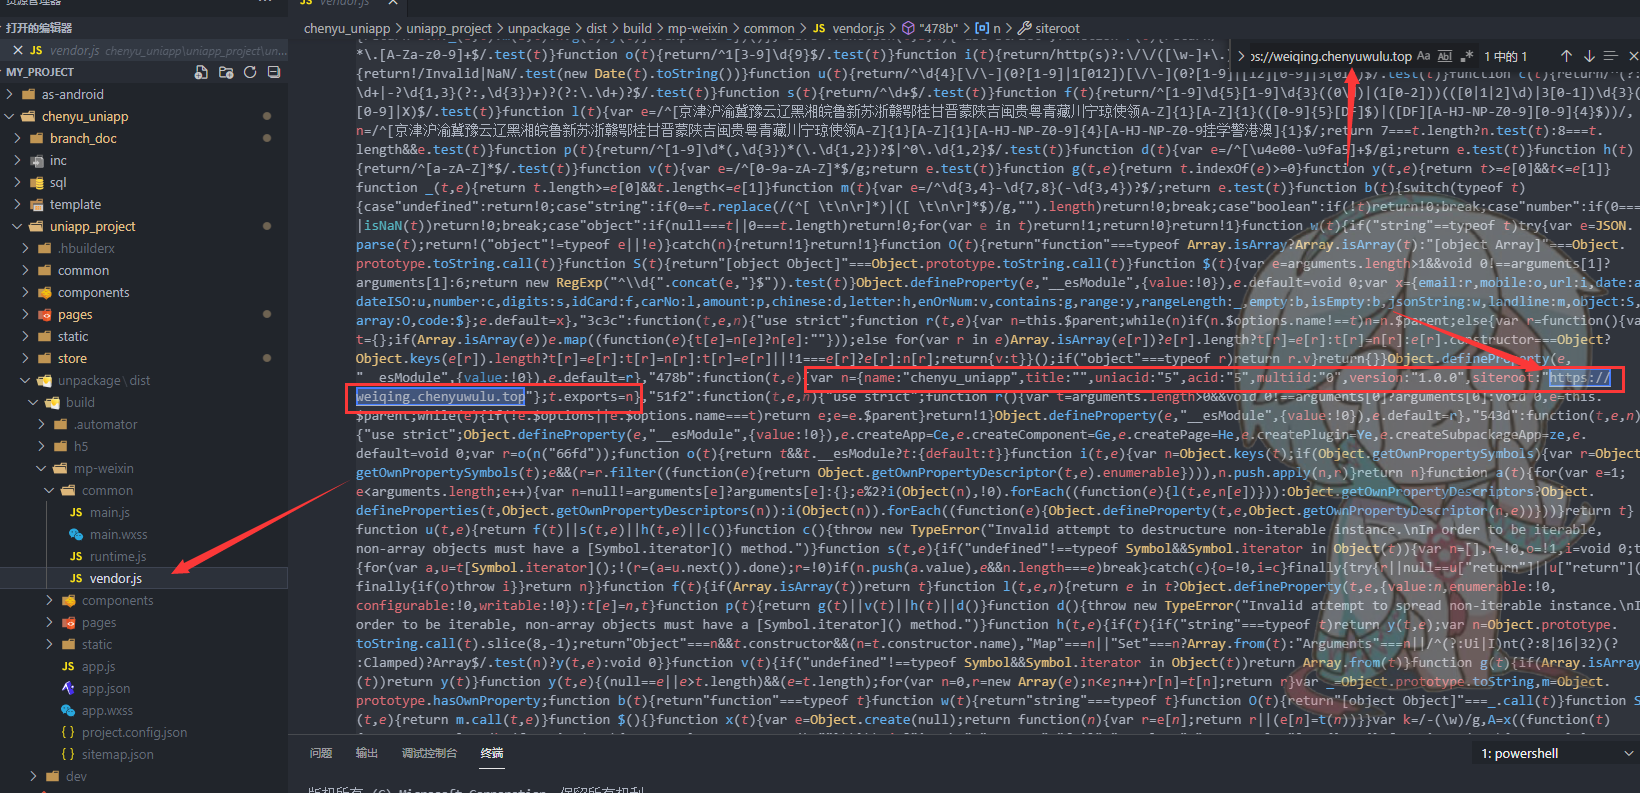 资源管理器
vendor.js
打开的编辑器
JS vendor.js chenyu_uniapp\uniapp_project\un...
MY_PROJECT
as-android
chenyu_uniapp
branch_doc
inc
sql
template
uniapp_project
.hbuilderx
common
components
pages
static
store
unpackage\dist
build
.automator
h5
mp-weixin
common
JS main.js
main.wxss
JS runtime.js
JS vendor.js
components
pages
static
JS app.js
app.json
app.wxss
{} project.config.json
{} sitemap.json
dev
chenyu_uniapp > uniapp_project > unpackage > dist > build > mp-weixin > common > JS vendor.js > "478b" > n > siteroot
ps://weiqing.chenyuwulu.top Aa Abl .* 1 中的 1
*\.[A-Za-z0-9]+$/.test(t)}function o(t){return/^1[3-9]\d{9}$/.test(t)}function i(t){return/http(s)?:\/\/([\w-]+\.
{return!/Invalid|NaN/.test(new Date(t).toString())}function u(t){return/^\d{4}[\/\-](0?[1-9]|1[012])[\/\-](0?[1-9]||[12][0-9]|3[01])$/.test(t)}function c(t){return/^
\d+|-?\d{1,3}(?:,\d{3})+)?(?:\.\d+)?$/.test(t)}function s(t){return/^\d+$/.test(t)}function f(t){return/^[1-9]\d{5}[1-9]\d{3}((0\d)|(1[0-2]))(([0|1|2]\d)|3[0-1])\d{3}(
[0-9]|X)$/.test(t)}function l(t){var e=/^[京津沪渝冀豫云辽黑湘皖鲁新苏浙赣鄂桂甘晋蒙陕吉闽贵粤青藏川宁琼使领A-Z]{1}[A-Z]{1}(([0-9]{5}[DF]$)|([DF][A-HJ-NP-Z0-9][0-9]{4}$))/,
n=/^[京津沪渝冀豫云辽黑湘皖鲁新苏浙赣鄂桂甘晋蒙陕吉闽贵粤青藏川宁琼使领A-Z]{1}[A-Z]{1}[A-HJ-NP-Z0-9]{4}[A-HJ-NP-Z0-9挂学警港澳]{1}$/;return 7===t.length?n.test(t):8===t.
length&&e.test(t)}function p(t){return/^[1-9]\d*(,\d{3})*(\.\d{1,2})?$|^0\.\d{1,2}$/.test(t)}function d(t){var e=/^[\u4e00-\u9fa5]+$/gi;return e.test(t)}function h(t)
{return/^[a-zA-Z]*$/.test(t)}function v(t){var e=/^[0-9a-zA-Z]*$/g;return e.test(t)}function g(t,e){return t.indexOf(e)>=0}function y(t,e){return t>=e[0]&&t<=e[1]}
function _(t,e){return t.length>=e[0]&&t.length<=e[1]}function m(t){var e=/^\d{3,4}-\d{7,8}(-\d{3,4})?$/;return e.test(t)}function b(t){switch(typeof t)
{case"undefined":return!0;case"string":if(0==t.replace(/(^[ \t\n\r]*)|([ \t\n\r]*$)/g,"").length)return!0;break;case"boolean":if(!t)return!0;break;case"number":if(0===
|isNaN(t))return!0;break;case"object":if(null===t||0===t.length)return!0;for(var e in t)return!1;return!0}return!1}function w(t){if("string"==typeof t)try{var e=JSON.
parse(t);return!("object"!=typeof e||!e)}catch(n){return!1}return!1}function O(t){return"function"===typeof Array.isArray?Array.isArray(t):"[object Array]"===Object.
prototype.toString.call(t)}function S(t){return"[object Object]"===Object.prototype.toString.call(t)}function $(t){var e=arguments.length>1&&void 0!==arguments[1]?
arguments[1]:6;return new RegExp("^\\d{".concat(e,"}$")).test(t)}Object.defineProperty(e,"__esModule",{value:!0}),e.default=void 0;var x={email:r,mobile:o,url:i,date:a
dateISO:u,number:c,digits:s,idCard:f,carNo:l,amount:p,chinese:d,letter:h,enOrNum:v,contains:g,range:y,rangeLength:_,empty:b,isEmpty:b,jsonString:w,landline:m,object:S,
array:O,code:$};e.default=x},"3c3c":function(t,e,n){"use strict";function r(t,e){var n=this.$parent;while(n)if(n.$options.name!==t)n=n.$parent;else{var r=function(){va
t={};if(Array.isArray(e))e.map((function(e){t[e]=n[e]?n[e]:""}));else for(var r in e)Array.isArray(e[r])?e[r].length?t[r]=e[r]:t[r]=n[r]:e[r].constructor===Object?
Object.keys(e[r]).length?t[r]=e[r]:t[r]=n[r]:t[r]=e[r]||!1===e[r]?e[r]:n[r];return{v:t}}();if("object"===typeof r)return r.v}return{}}Object.defineProperty(e,
"__esModule",{value:!0}),e.default=r},"478b":function(t,e){var n={name:"chenyu_uniapp",title:"",uniacid:"5",acid:"5",multiid:"0",version:"1.0.0",siteroot:"https://
weiqing.chenyuwulu.top"};t.exports=n},"51f2":function(t,e,n){"use strict";function r(){var t=arguments.length>0&&void 0!==arguments[0]?arguments[0]:void 0,e=this.
$parent;while(e){if(!e.$options||e.$options.name===t)return e;e=e.$parent}return!1}Object.defineProperty(e,"__esModule",{value:!0}),e.default=r},"543d":function(t,e,n)
{"use strict";Object.defineProperty(e,"__esModule",{value:!0}),e.createApp=Ce,e.createComponent=Ge,e.createPage=He,e.createPlugin=Ye,e.createSubpackageApp=ze,e.
default=void 0;var r=o(n("66fd"));function o(t){return t&&t.__esModule?t:{default:t}}function i(t,e){var n=Object.keys(t);if(Object.getOwnPropertySymbols){var r=Object
getOwnPropertySymbols(t);e&&(r=r.filter((function(e){return Object.getOwnPropertyDescriptor(t,e).enumerable}))),n.push.apply(n,r)}return n}function a(t){for(var e=1;
e<arguments.length;e++){var n=null!=arguments[e]?arguments[e]:{};e%2?i(Object(n),!0).forEach((function(e){l(t,e,n[e])})):Object.getOwnPropertyDescriptors?Object.
defineProperties(t,Object.getOwnPropertyDescriptors(n)):i(Object(n)).forEach((function(e){Object.defineProperty(t,e,Object.getOwnPropertyDescriptor(n,e))}))}return t}
function u(t,e){return f(t)||s(t,e)||h(t,e)||c()}function c(){throw new TypeError("Invalid attempt to destructure non-iterable instance.\nIn order to be iterable,
non-array objects must have a [Symbol.iterator]() method.")}function s(t,e){if("undefined"!==typeof Symbol&&Symbol.iterator in Object(t)){var n=[],r=!0,o=!1,i=void 0;t
{for(var a,u=t[Symbol.iterator]();!(r=(a=u.next()).done);r=!0)if(n.push(a.value),e&&n.length===e)break}catch(c){o=!0,i=c}finally{try{r||null==u["return"]||u["return"](
finally{if(o)throw i}}return n}}function f(t){if(Array.isArray(t))return t}function l(t,e,n){return e in t?Object.defineProperty(t,e,{value:n,enumerable:!0,
configurable:!0,writable:!0}):t[e]=n,t}function p(t){return g(t)||v(t)||h(t)||d()}function d(){throw new TypeError("Invalid attempt to spread non-iterable instance.\nI
order to be iterable, non-array objects must have a [Symbol.iterator]() method.")}function h(t,e){if(t){if("string"===typeof t)return y(t,e);var n=Object.prototype.
toString.call(t).slice(8,-1);return"Object"===n&&t.constructor&&(n=t.constructor.name),"Map"===n||"Set"===n?Array.from(t):"Arguments"===n||/^(?:Ui|I)nt(?:8|16|32)(?
:Clamped)?Array$/.test(n)?y(t,e):void 0}}function v(t){if("undefined"!==typeof Symbol&&Symbol.iterator in Object(t))return Array.from(t)}function g(t){if(Array.isArray
(t))return y(t)}function y(t,e){(null==e||e>t.length)&&(e=t.length);for(var n=0,r=new Array(e);n<e;n++)r[n]=t[n];return r}var _=Object.prototype.toString,m=Object.
prototype.hasOwnProperty;function b(t){return"function"===typeof t}function w(t){return"string"===typeof t}function O(t){return"[object Object]"===_.call(t)}function S
(t,e){return m.call(t,e)}function $(){}function x(t){var e=Object.create(null);return function(n){var r=e[n];return r||(e[n]=t(n))}}var k=/-(\w)/g,A=x((function(t)
问题 输出 调试控制台 终端
1: powershell
版权所有 (C) Microsoft Corporation。保留所有权利